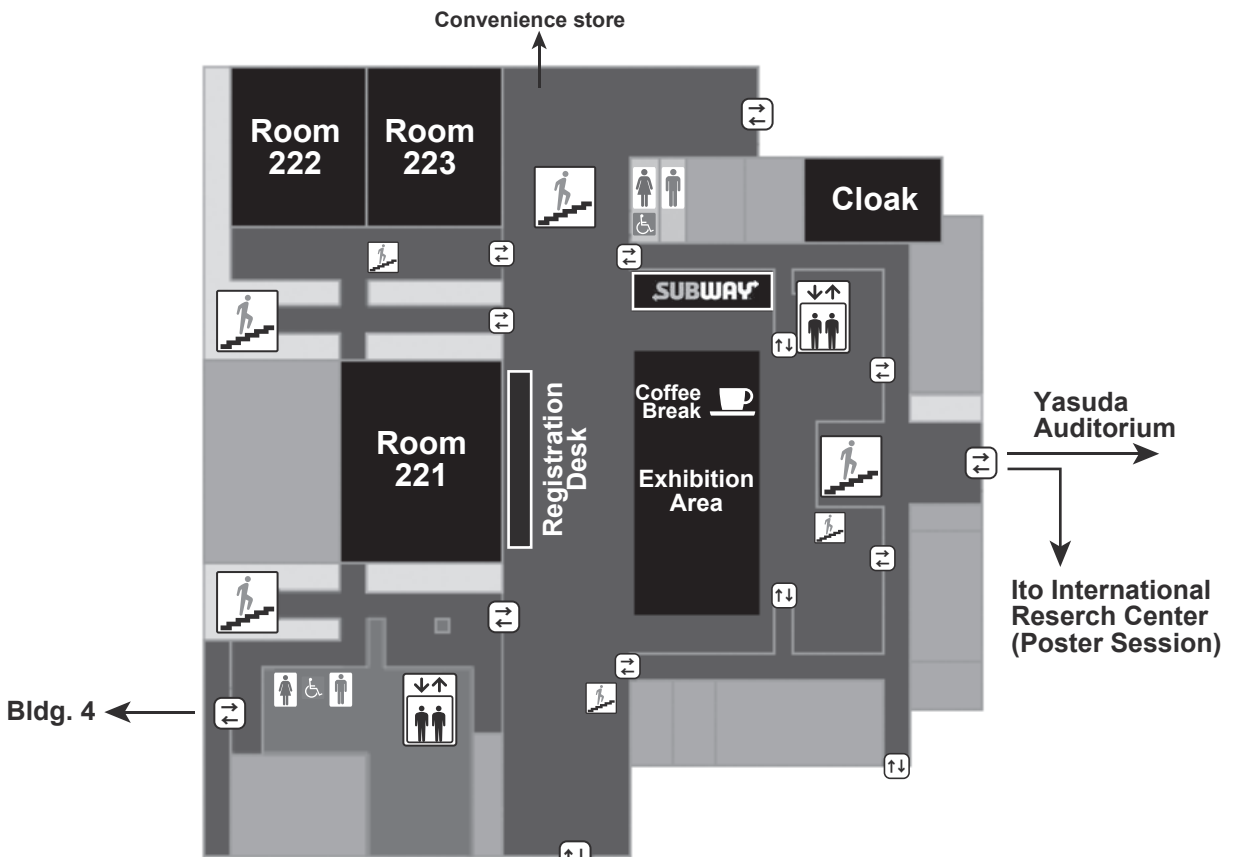 Convenience store
Room
222
Room
223
Cloak
SUBWAY
Coffee
Break
Yasuda
Auditorium
Room
221
Registration
Desk
Exhibition
Area
Ito International
Reserch Center
(Poster Session)
Bldg. 4